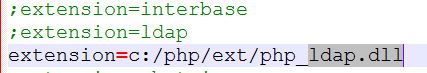 ;extension=interbase
;extension=ldap
extension=c:/php/ext/php_ldap.dll